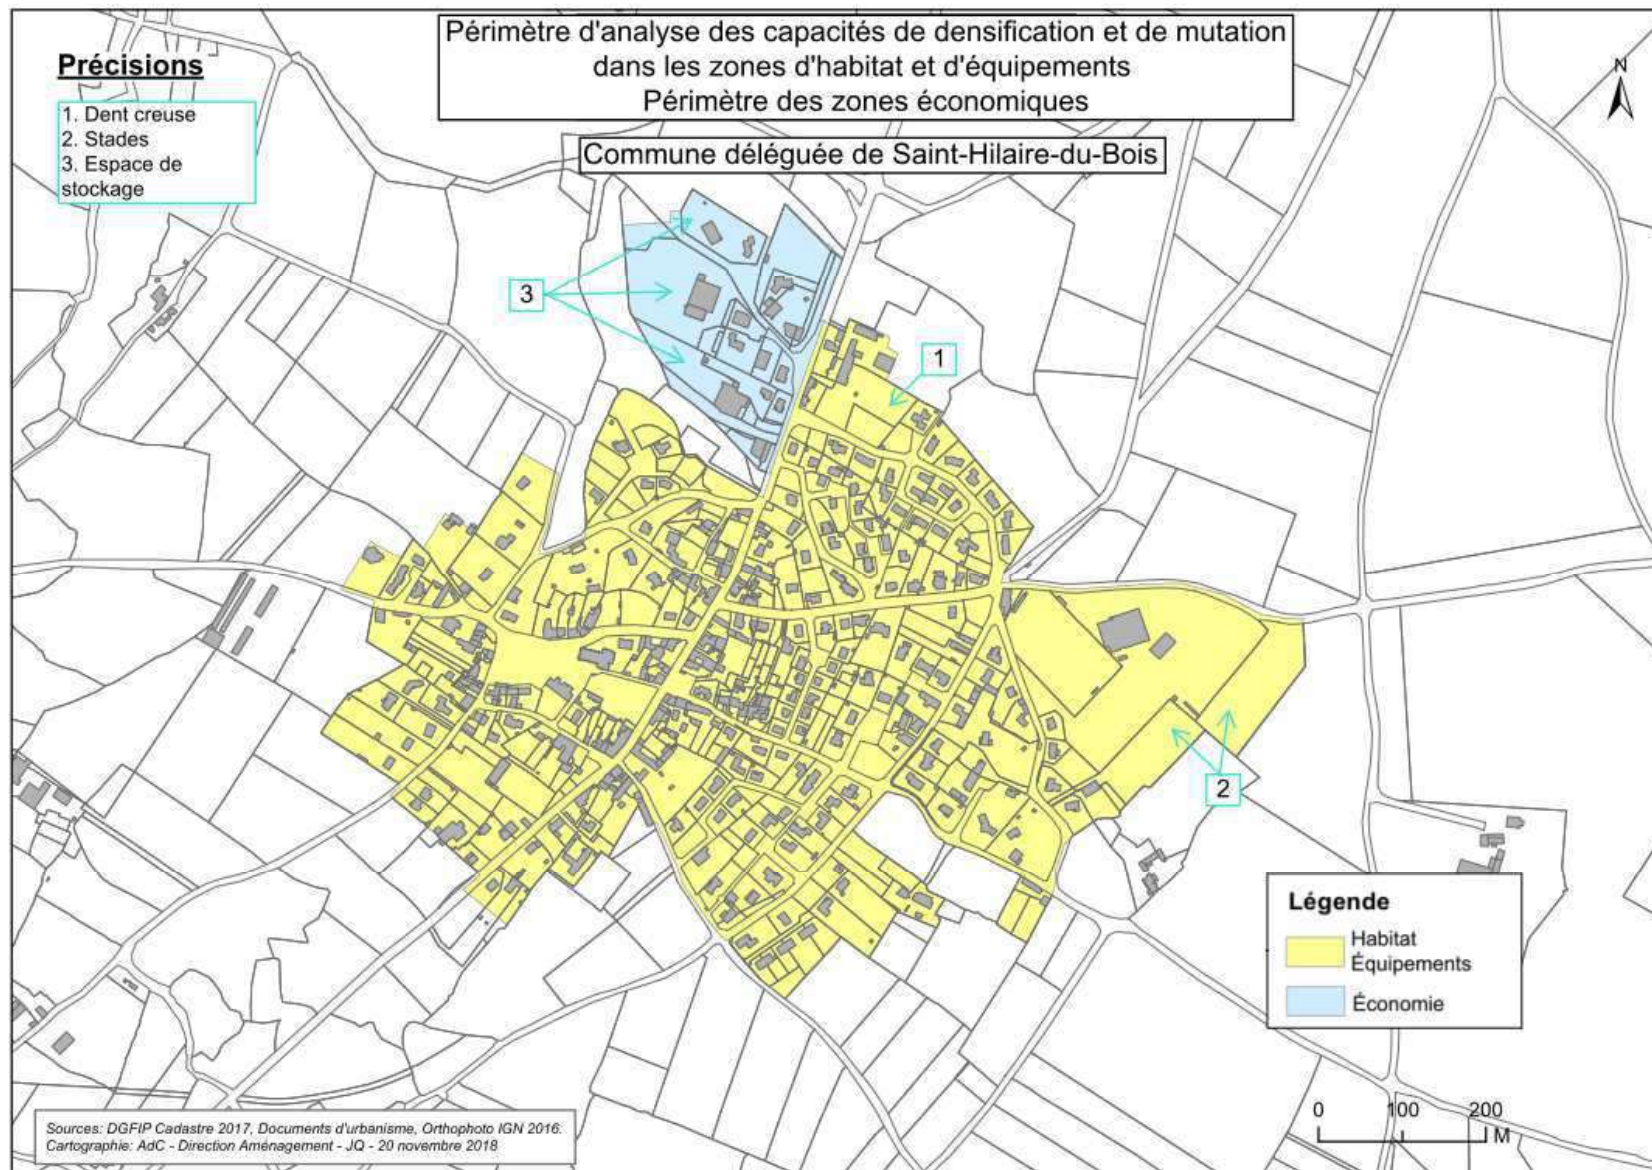 Périmètre d'analyse des capacités de densification et de mutation
dans les zones d'habitat et d'équipements
Périmètre des zones économiques
Commune déléguée de Saint-Hilaire-du-Bois
Précisions
1. Dent creuse
2. Stades
3. Espace de
stockage
N
3
1
2
Légende
Habitat
Équipements
Économie
0 100 200
M
Sources: DGFIP Cadastre 2017, Documents d'urbanisme, Orthophoto IGN 2016.
Cartographie: AdC - Direction Aménagement - JQ - 20 novembre 2018